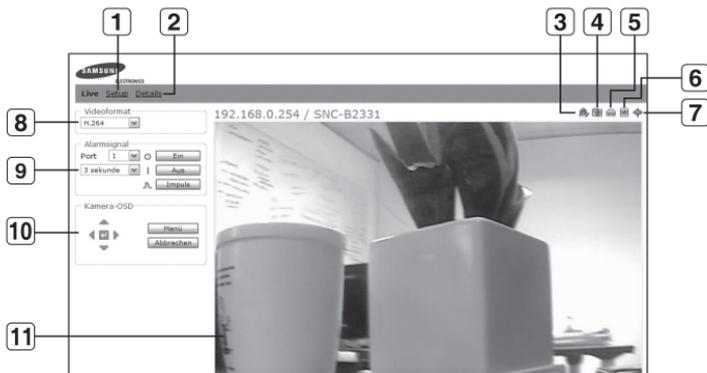 1 2 3 4 5 6 7
SAMSUNG
ELECTRONICS
Live Setup Details
8 Videoformat
H.264
192.168.0.254 / SNC-B2331
9 Alarmsignal
Port 1 Ein
3 sekunde Aus
Impuls
10 Kamera-OSD
Menü
Abbrechen
11